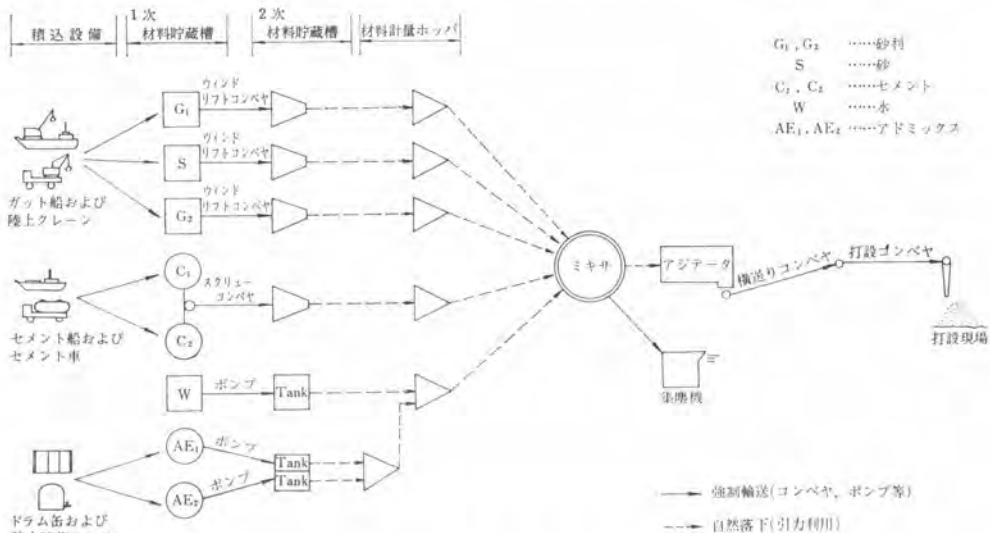 積込設備
1次
材料貯蔵槽
2次
材料貯蔵槽
材料計量ホッパ
G₁, G₂ ……砂利
S ……砂
C₂, C₂ ……セメント
W ……水
AE₁, AE₂ ……アドミックス
ガット船および
陸上クレーン
G₁
ウィンド
リフトコンベヤ
S
ウィンド
リフトコンベヤ
G₂
ウィンド
リフトコンベヤ
セメント船および
セメント車
C₁
C₂
スクリュー
コンベヤ
W
ポンプ
Tank
ドラム缶および
AE₁
ポンプ
Tank
AE₂
ポンプ
Tank
ミキサ
アジテータ
横送りコンベヤ
打設コンベヤ
打設現場
集塵機
強制輸送(コンベヤ、ポンプ等)
自然落下(引力利用)